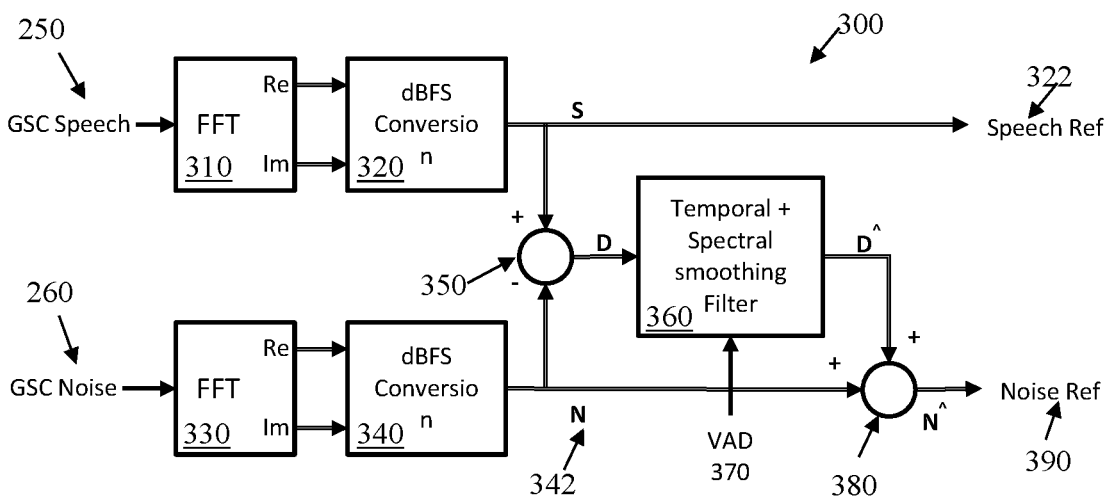 250
300
322
GSC Speech
FFT
310
Re
Im
dBFS
Conversio
n
320
S
Speech Ref
+
-
350
D
Temporal +
Spectral
smoothing
Filter
360
D^
260
GSC Noise
FFT
330
Re
Im
dBFS
Conversio
n
340
N
342
VAD
370
+
+
380
N^
Noise Ref
390